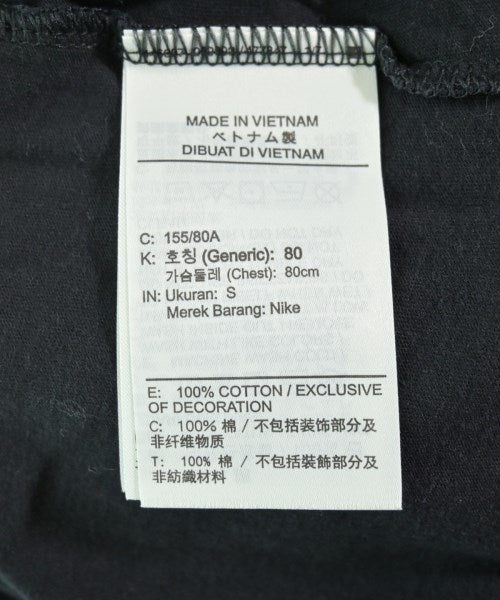 MADE IN VIETNAM
ベトナム製
DIBUAT DI VIETNAM
C: 155/80A
K: 호칭 (Generic): 80
가슴둘레 (Chest): 80cm
IN: Ukuran: S
Merek Barang: Nike
E: 100% COTTON / EXCLUSIVE
OF DECORATION
C: 100% 棉 / 不包括装饰部分及
非纤维物质
T: 100% 棉 / 不包括裝飾部分及
非紡織材料